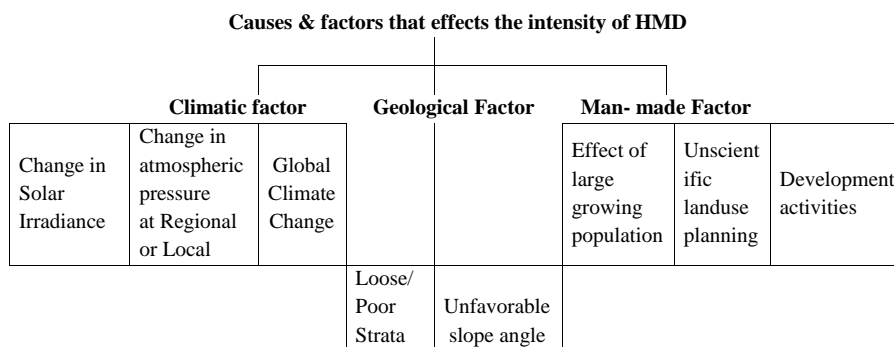 Causes & factors that effects the intensity of HMD
Climatic factor
Geological Factor
Man- made Factor
Change in
Solar
Irradiance
Change in
atmospheric
pressure
at Regional
or Local
Global
Climate
Change
Effect of
large
growing
population
Unscient
ific
landuse
planning
Development
activities
Loose/
Poor
Strata
Unfavorable
slope angle